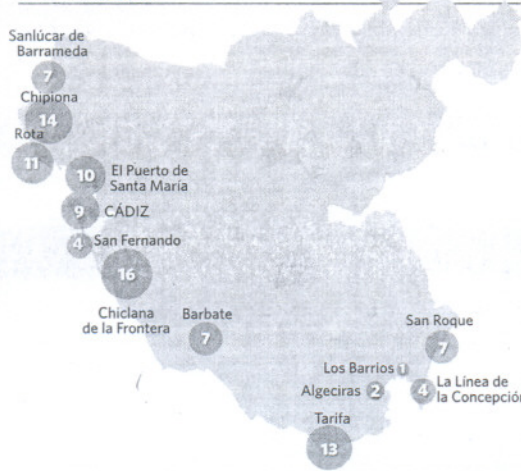 Sanlúcar de
Barrameda
7
Chipiona
14
Rota
11
10
El Puerto de
Santa María
9
CÁDIZ
4
San Fernando
16
Chiclana
de la Frontera
Barbate
7
San Roque
7
Los Barrios
1
Algeciras
2
4
La Línea de
la Concepción
Tarifa
13